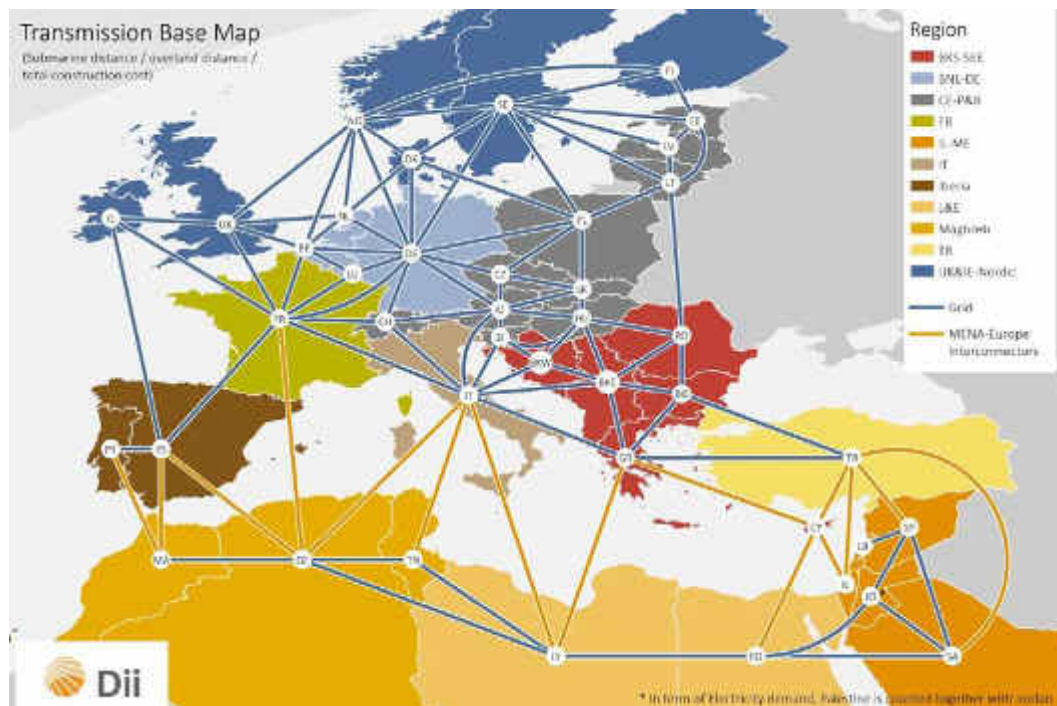 Transmission Base Map
(Submarine distance / overland distance /
total construction cost)
Region
BKS-SEE
BNL-DE
CE-P&B
FR
IL-ME
IT
Iberia
L&E
Maghreb
TR
UK&IE-Nordic
Grid
MENA-Europe
Interconnectors
FI
NO
SE
EE
LV
DK
LT
IE
UK
NL
PL
BE
DE
LU
CZ
SK
FR
CH
AT
HU
SI
RO
BKW
IT
BKE
BG
PT
ES
GR
TR
CY
SY
LB
MA
DZ
TN
IL
JO
LY
EG
SA
Dii
* In term of Electricity demand, Palestine is counted together with Jordan